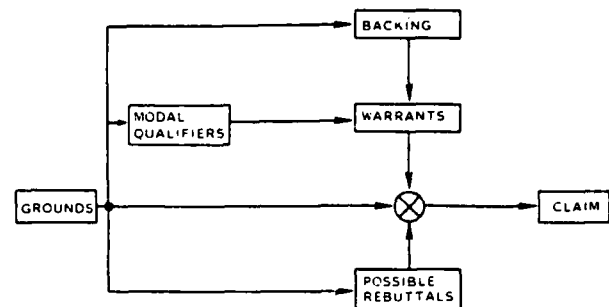 BACKING
MODAL
QUALIFIERS
WARRANTS
GROUNDS
CLAIM
POSSIBLE
REBUTTALS